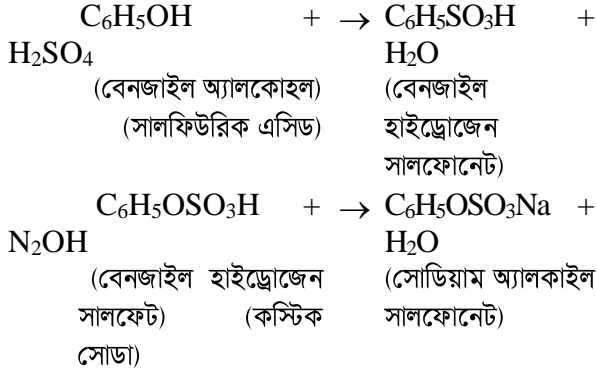 C₆H₅OH + → C₆H₅SO₃H +
H₂SO₄ H₂O
(বেনজাইল অ্যালকোহল) (বেনজাইল
(সালফিউরিক এসিড) হাইড্রোজেন
সালফোনেট)
C₆H₅OSO₃H + → C₆H₅OSO₃Na +
N₂OH H₂O
(বেনজাইল হাইড্রোজেন (সোডিয়াম অ্যালকাইল
সালফেট) (কস্টিক সালফোনেট)
সোডা)